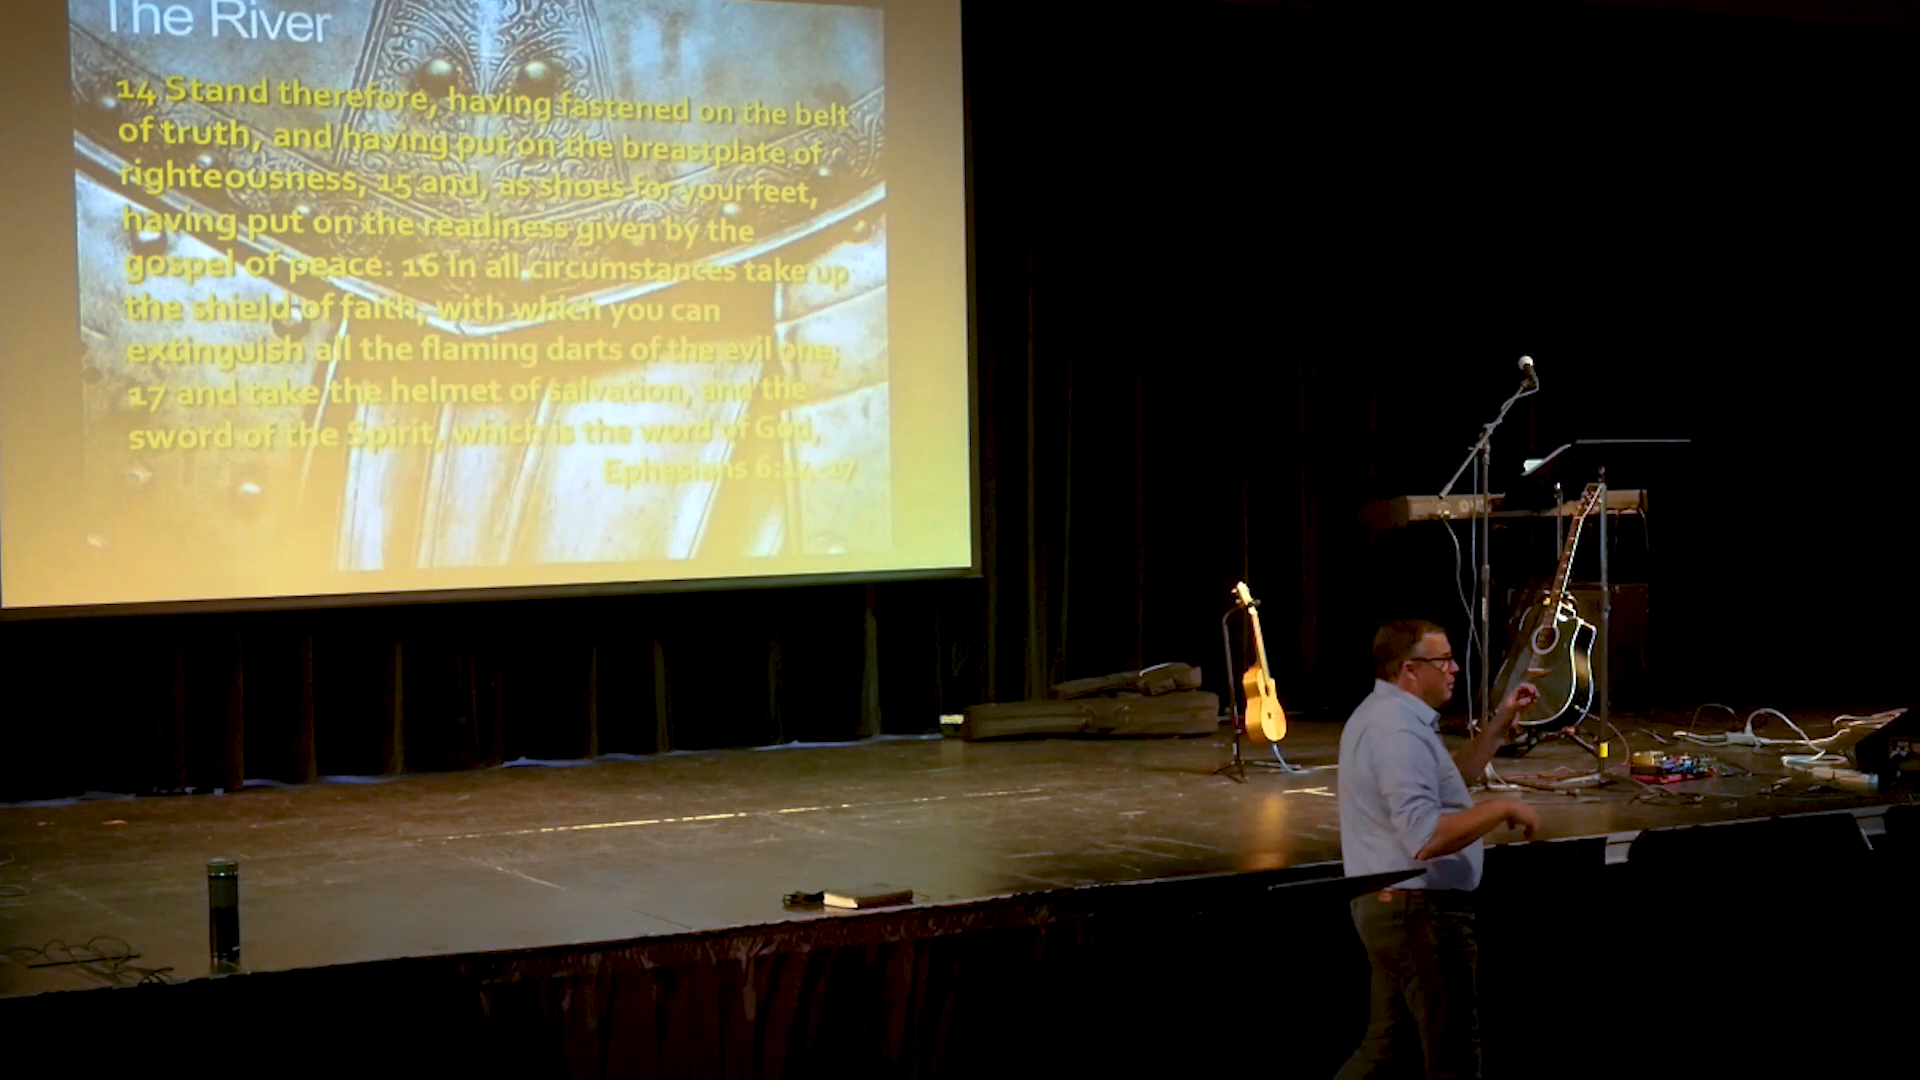 The River
14 Stand therefore, having fastened on the belt
of truth, and having put on the breastplate of
righteousness, 15 and, as shoes for your feet,
having put on the readiness given by the
gospel of peace. 16 In all circumstances take up
the shield of faith, with which you can
extinguish all the flaming darts of the evil one;
17 and take the helmet of salvation, and the
sword of the Spirit, which is the word of God,
Ephesians 6:14-17